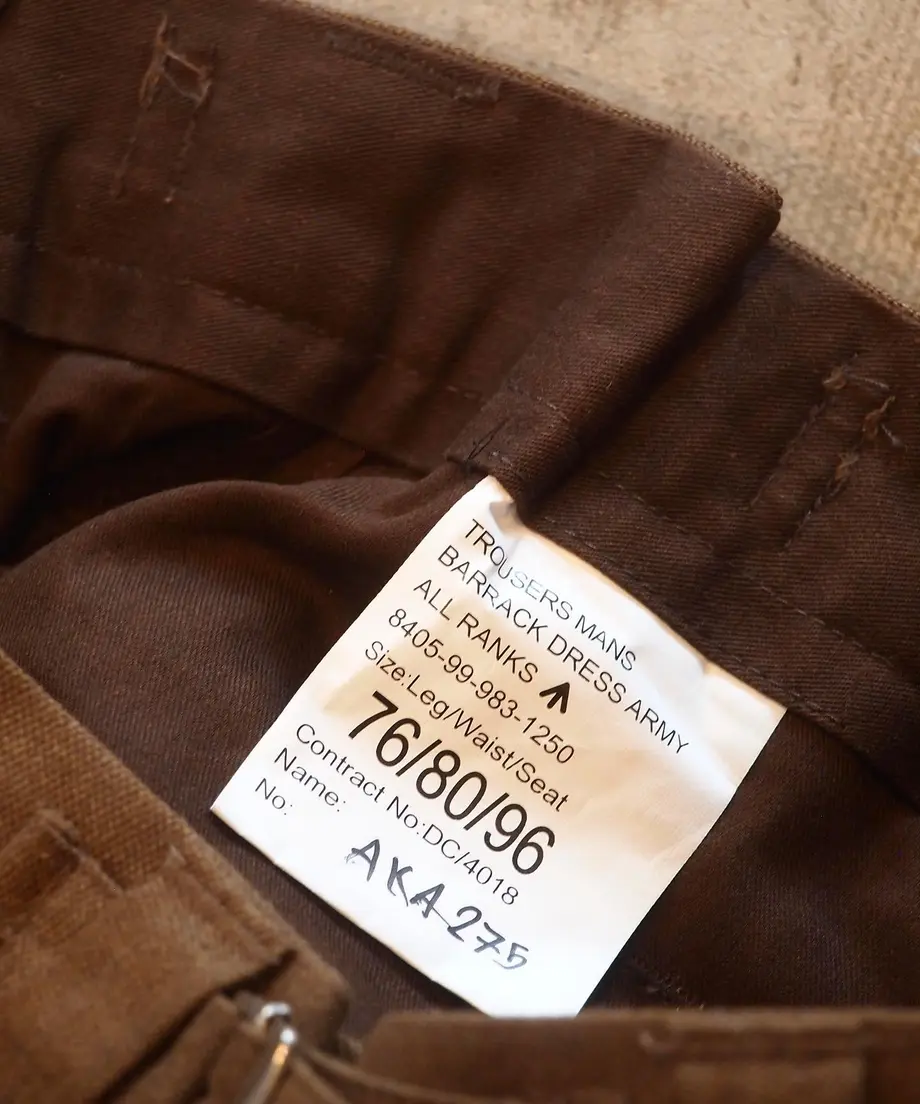 TROUSERS MANS
BARRACK DRESS ARMY
ALL RANKS
8405-99-983-1250
Size:Leg/Waist/Seat
76/80/96
Contract No:DC/4018
Name:
No:
AKA-275